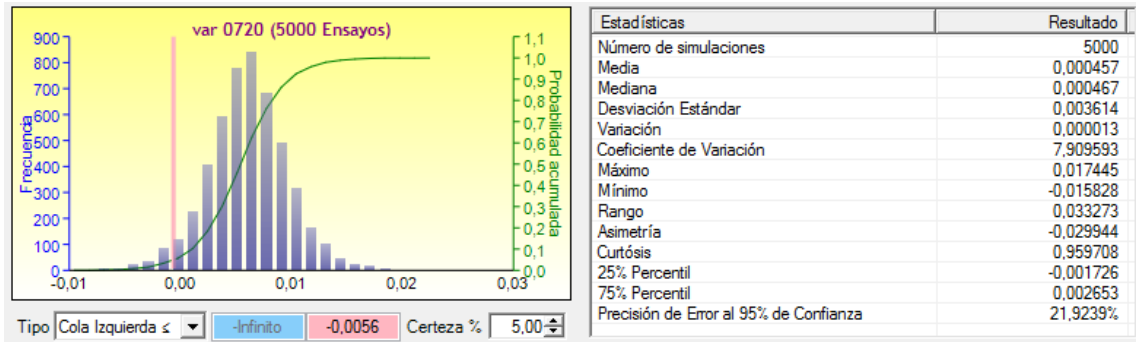 var 0720 (5000 Ensayos)
900
800
700
600
500
400
300
200
100
0
Frecuencia
1,1
1,0
0,9
0,8
0,7
0,6
0,5
0,4
0,3
0,2
0,1
0,0
Probabilidad acumulada
-0,01 0,00 0,01 0,02 0,03
Tipo Cola Izquierda ≤ -Infinito -0,0056 Certeza % 5,00
Estadísticas Resultado
Número de simulaciones 5000
Media 0,000457
Mediana 0,000467
Desviación Estándar 0,003614
Variación 0,000013
Coeficiente de Variación 7,909593
Máximo 0,017445
Mínimo -0,015828
Rango 0,033273
Asimetría -0,029944
Curtósis 0,959708
25% Percentil -0,001726
75% Percentil 0,002653
Precisión de Error al 95% de Confianza 21,9239%